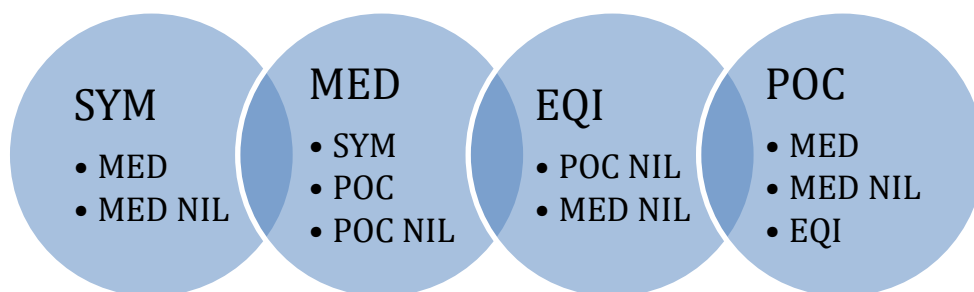 SYM
• MED
• MED NIL
MED
• SYM
• POC
• POC NIL
EQI
• POC NIL
• MED NIL
POC
• MED
• MED NIL
• EQI